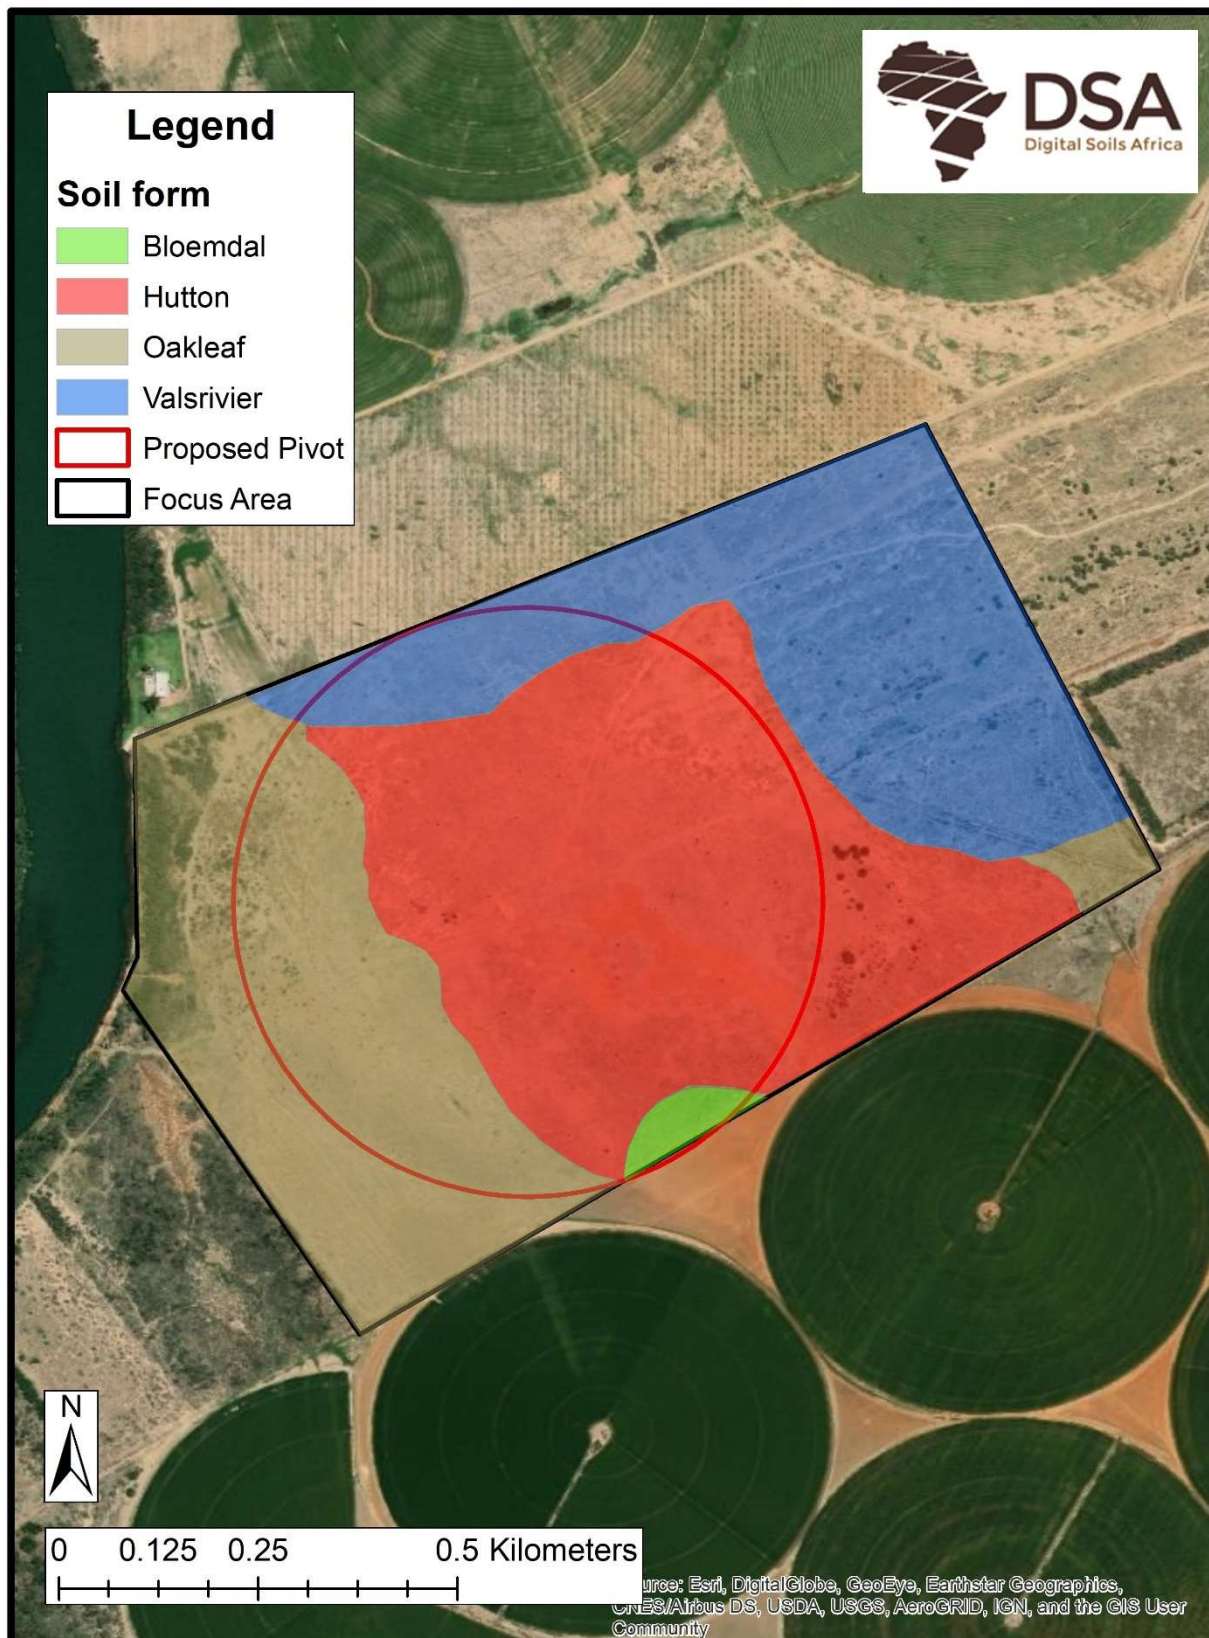 DSA
Digital Soils Africa
Legend
Soil form
Bloemdal
Hutton
Oakleaf
Valsrivier
Proposed Pivot
Focus Area
N
0 0.125 0.25 0.5 Kilometers
urce: Esri, DigitalGlobe, GeoEye, Earthstar Geographics,
CNES/Airbus DS, USDA, USGS, AeroGRID, IGN, and the GIS User
Community